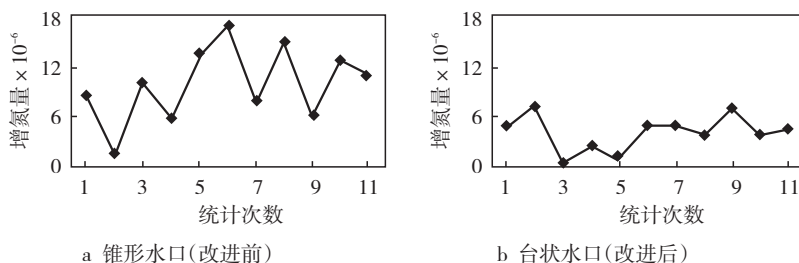 18
12
6
0
增氮量×10⁻⁶
1 3 5 7 9 11
统计次数
a 锥形水口(改进前)
18
12
6
0
增氮量×10⁻⁶
1 3 5 7 9 11
统计次数
b 台状水口(改进后)